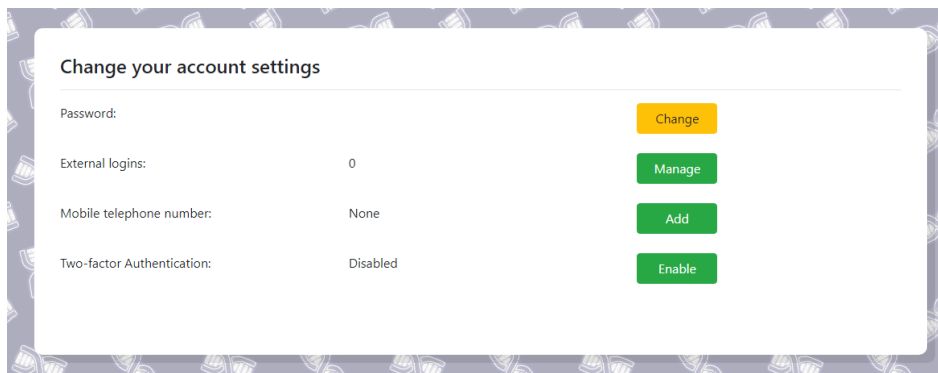 Change your account settings
Password: Change
External logins: 0 Manage
Mobile telephone number: None Add
Two-factor Authentication: Disabled Enable